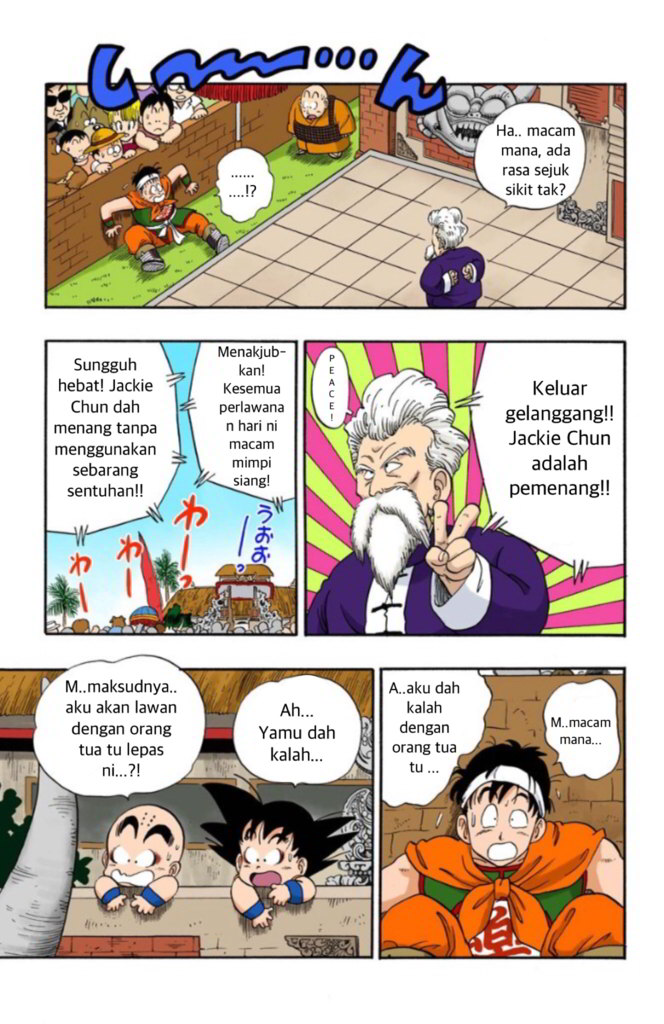 し〜〜…ん
......
....!?
Ha.. macam
mana, ada
rasa sejuk
sikit tak?
PEACE!
Keluar
gelanggang!!
Jackie Chun
adalah
pemenang!!
Menakjub-
kan!
Kesemua
perlawana
n hari ni
macam
mimpi
siang!
Sungguh
hebat! Jackie
Chun dah
menang tanpa
menggunakan
sebarang
sentuhan!!
うおおーっ
わーっ
わー
わー
M..macam
mana...
A..aku dah
kalah
dengan
orang tua
tu ...
Ah...
Yamu dah
kalah...
M..maksudnya..
aku akan lawan
dengan orang
tua tu lepas
ni...?!